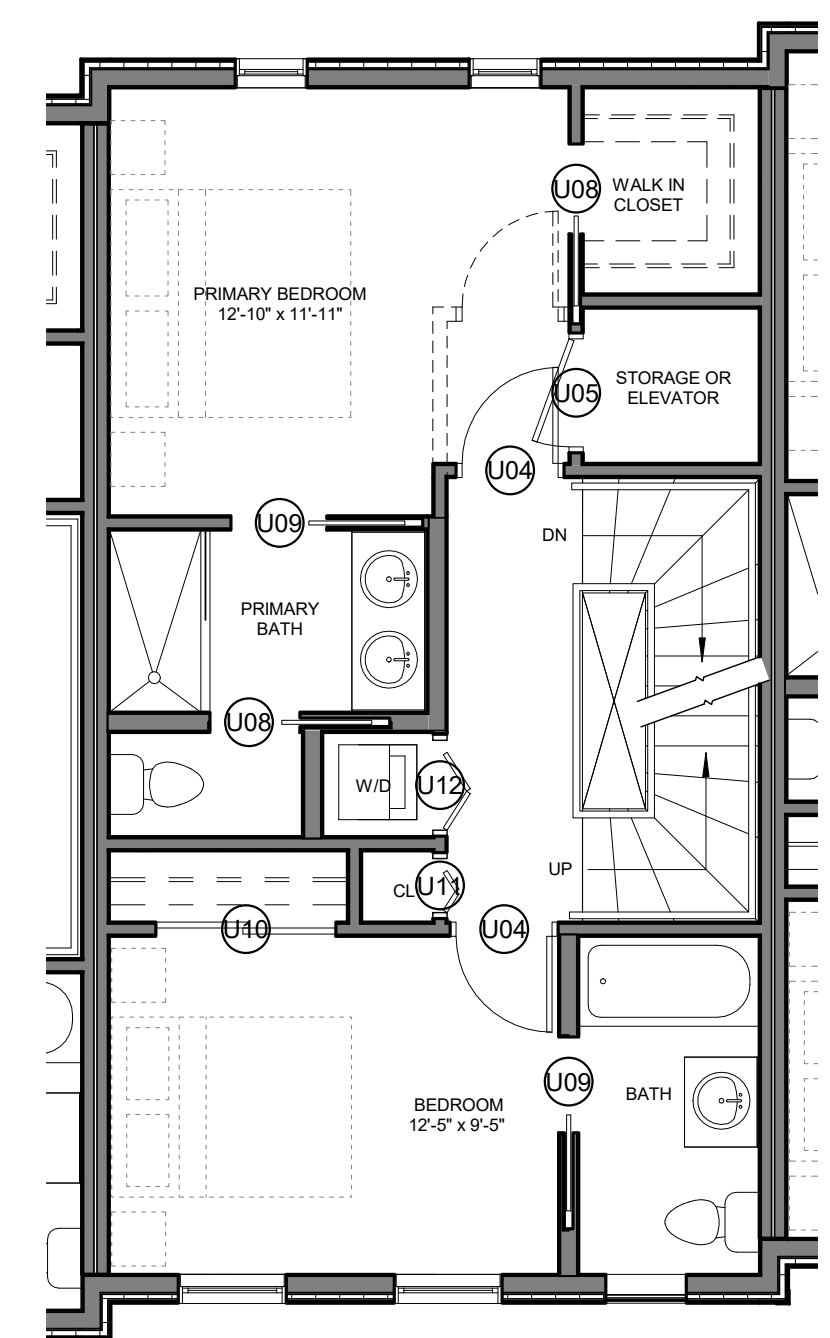 U08
WALK IN
CLOSET
PRIMARY BEDROOM
12'-10" x 11'-11"
STORAGE OR
ELEVATOR
U05
U04
U09
DN
PRIMARY
BATH
U08
W/D
U12
UP
CL
U11
U10
U04
U09
BATH
BEDROOM
12'-5" x 9'-5"